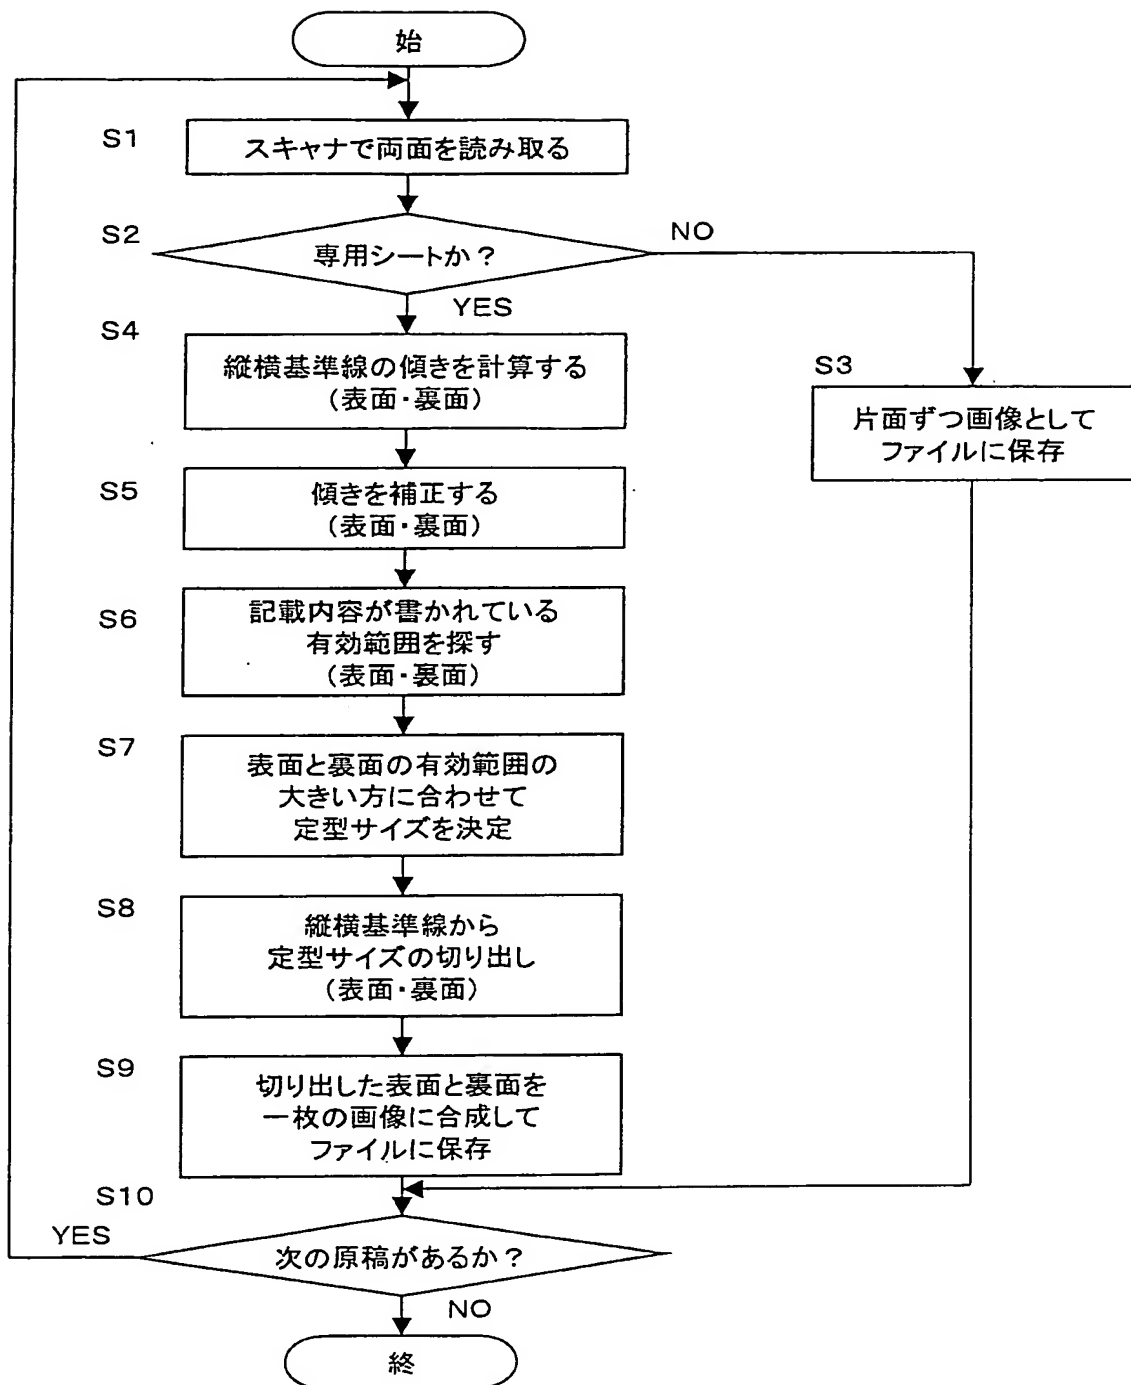 始
S1
スキャナで両面を読み取る
S2
専用シートか？
NO
YES
S4
縦横基準線の傾きを計算する
(表面・裏面)
S3
片面ずつ画像として
ファイルに保存
S5
傾きを補正する
(表面・裏面)
S6
記載内容が書かれている
有効範囲を探す
(表面・裏面)
S7
表面と裏面の有効範囲の
大きい方に合わせて
定型サイズを決定
S8
縦横基準線から
定型サイズの切り出し
(表面・裏面)
S9
切り出した表面と裏面を
一枚の画像に合成して
ファイルに保存
S10
YES
次の原稿があるか？
NO
終